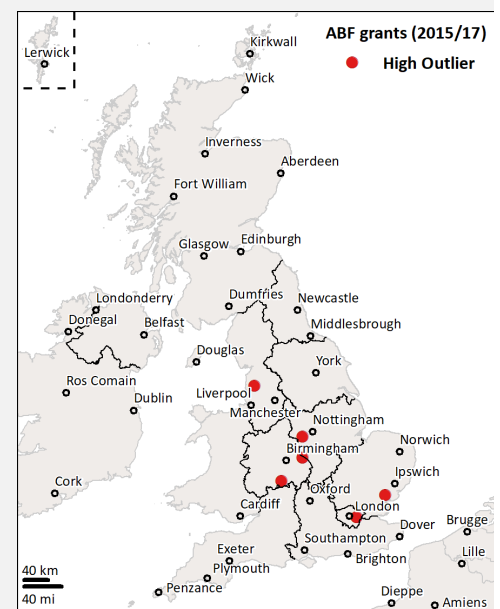 ABF grants (2015/17)
High Outlier
Lerwick
Kirkwall
Wick
Inverness
Aberdeen
Fort William
Glasgow
Edinburgh
Londonderry
Dumfries
Newcastle
Donegal
Belfast
Middlesbrough
Douglas
York
Ros Comain
Liverpool
Dublin
Manchester
Nottingham
Birmingham
Norwich
Ipswich
Cork
Oxford
Cardiff
London
Dover
Brugge
Southampton
Exeter
Brighton
Lille
40 km
Plymouth
Penzance
40 mi
Dieppe
Amiens